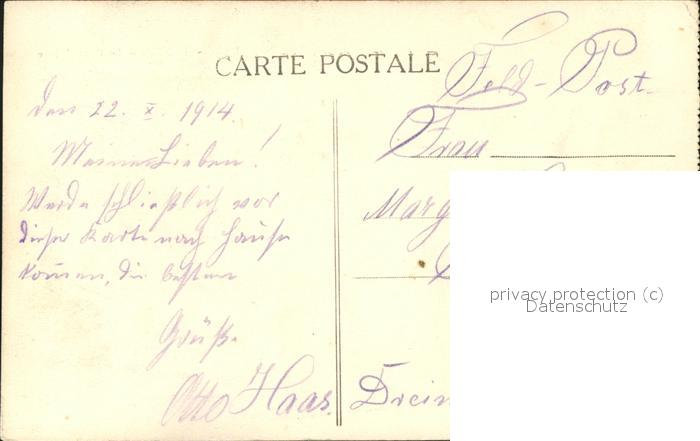 CARTE POSTALE
Feld-Post
Den 22. X. 1914.
Meine Lieben!
Werde schließlich vor
dieser Karte nach Hause
kommen, die besten
Grüße
Otto Haas.
Frau
Marg
Drein
privacy protection (c)
Datenschutz